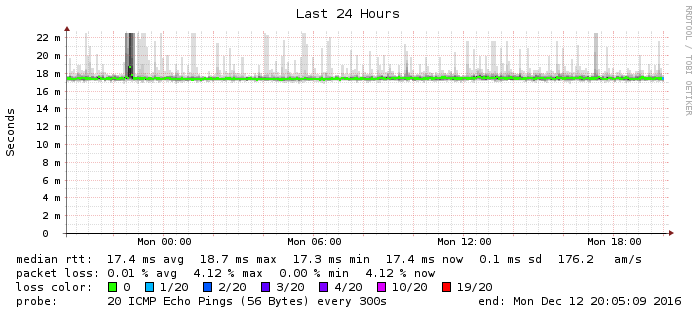 Last 24 Hours
RRDTOOL / TOBI OETIKER
Seconds
22 m
20 m
18 m
16 m
14 m
12 m
10 m
8 m
6 m
4 m
2 m
0
Mon 00:00 Mon 06:00 Mon 12:00 Mon 18:00
median rtt: 17.4 ms avg 18.7 ms max 17.3 ms min 17.4 ms now 0.1 ms sd 176.2 am/s
packet loss: 0.01 % avg 4.12 % max 0.00 % min 4.12 % now
loss color: 0 1/20 2/20 3/20 4/20 10/20 19/20
probe: 20 ICMP Echo Pings (56 Bytes) every 300s end: Mon Dec 12 20:05:09 2016